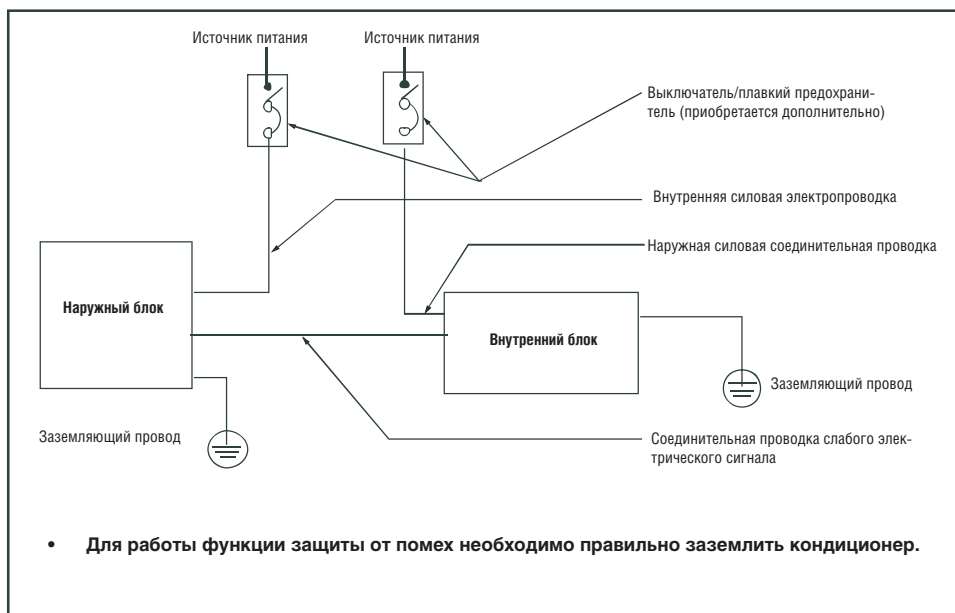 Источник питания
Источник питания
Выключатель/плавкий предохрани-
тель (приобретается дополнительно)
Внутренняя силовая электропроводка
Наружная силовая соединительная проводка
Наружный блок
Внутренний блок
Заземляющий провод
Заземляющий провод
Соединительная проводка слабого элек-
трического сигнала
• Для работы функции защиты от помех необходимо правильно заземлить кондиционер.